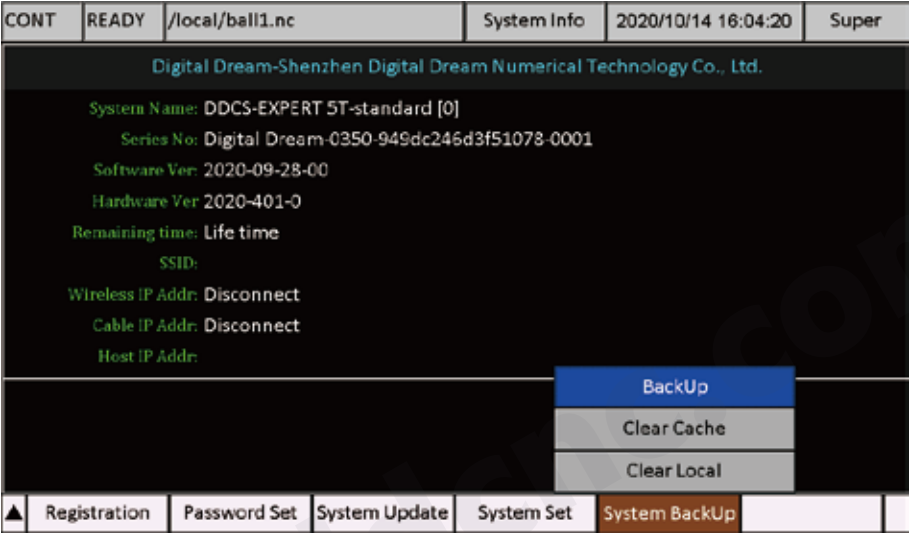 CONT READY /local/ball1.nc System Info 2020/10/14 16:04:20 Super
Digital Dream-Shenzhen Digital Dream Numerical Technology Co., Ltd.
System Name: DDCS-EXPERT 5T-standard [0]
Series No: Digital Dream-0350-949dc246d3f51078-0001
Software Ver: 2020-09-28-00
Hardware Ver 2020-401-0
Remaining time: Life time
SSID:
Wireless IP Addr: Disconnect
Cable IP Addr: Disconnect
Host IP Addr:
BackUp
Clear Cache
Clear Local
▲ Registration Password Set System Update System Set System BackUp